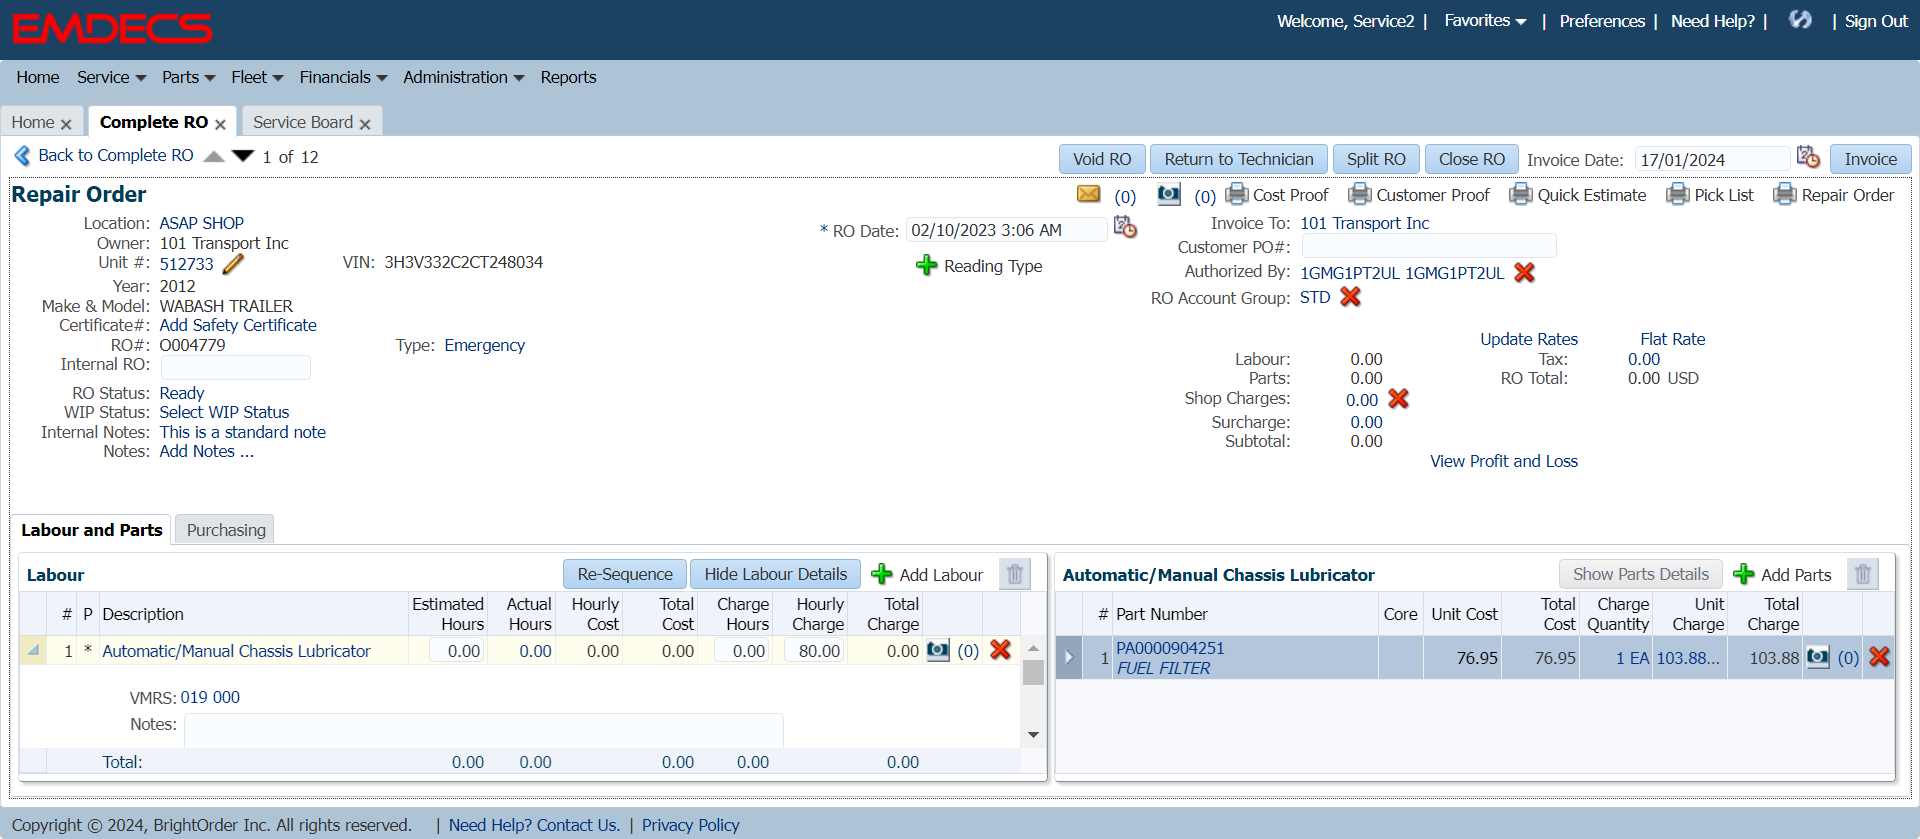 EMDECS
Welcome, Service2 | Favorites | Preferences | Need Help? | | Sign Out
Home Service Parts Fleet Financials Administration Reports
Home Complete RO Service Board
Back to Complete RO 1 of 12 Void RO Return to Technician Split RO Close RO Invoice Date: 17/01/2024 Invoice
Repair Order (0) (0) Cost Proof Customer Proof Quick Estimate Pick List Repair Order
Location: ASAP SHOP
Owner: 101 Transport Inc
Unit #: 512733 VIN: 3H3V332C2CT248034
Year: 2012
Make & Model: WABASH TRAILER
Certificate#: Add Safety Certificate
RO#: O004779 Type: Emergency
Internal RO:
RO Status: Ready
WIP Status: Select WIP Status
Internal Notes: This is a standard note
Notes: Add Notes ...
* RO Date: 02/10/2023 3:06 AM
Reading Type
Invoice To: 101 Transport Inc
Customer PO#:
Authorized By: 1GMG1PT2UL 1GMG1PT2UL
RO Account Group: STD
Update Rates Flat Rate
Labour: 0.00 Tax: 0.00
Parts: 0.00 RO Total: 0.00 USD
Shop Charges: 0.00
Surcharge: 0.00
Subtotal: 0.00
View Profit and Loss
Labour and Parts Purchasing
Labour Re-Sequence Hide Labour Details Add Labour
# P Description Estimated Hours Actual Hours Hourly Cost Total Cost Charge Hours Hourly Charge Total Charge
1 * Automatic/Manual Chassis Lubricator 0.00 0.00 0.00 0.00 0.00 80.00 0.00 (0)
VMRS: 019 000
Notes:
Total: 0.00 0.00 0.00 0.00 0.00
Automatic/Manual Chassis Lubricator Show Parts Details Add Parts
# Part Number Core Unit Cost Total Cost Charge Quantity Unit Charge Total Charge
1 PA0000904251 76.95 76.95 1 EA 103.88... 103.88 (0)
FUEL FILTER
Copyright © 2024, BrightOrder Inc. All rights reserved. | Need Help? Contact Us. | Privacy Policy